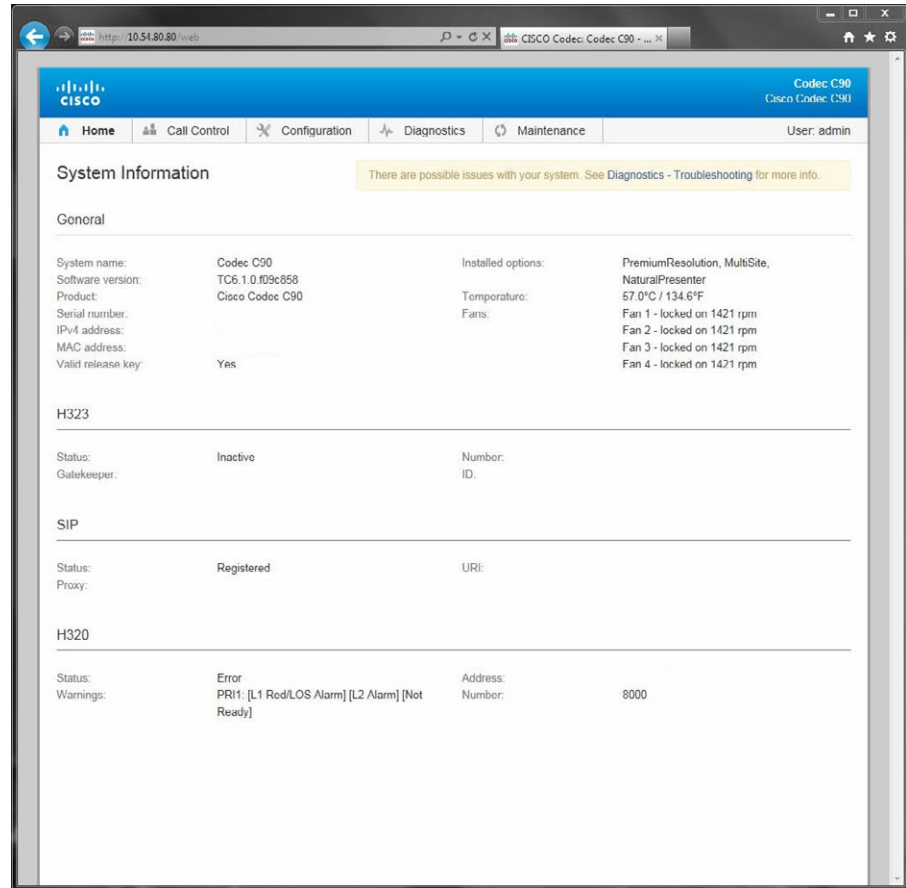 http://10.54.80.80/web
CISCO Codec: Codec C90 - ...
CISCO
Codec C90
Cisco Codec C90
Home Call Control Configuration Diagnostics Maintenance User: admin
System Information
There are possible issues with your system. See Diagnostics - Troubleshooting for more info.
General
System name: Codec C90
Software version: TC6.1.0.f09c858
Product: Cisco Codec C90
Serial number:
IPv4 address:
MAC address:
Valid release key: Yes
Installed options: PremiumResolution, MultiSite,
NaturalPresenter
Temperature: 57.0°C / 134.6°F
Fans: Fan 1 - locked on 1421 rpm
Fan 2 - locked on 1421 rpm
Fan 3 - locked on 1421 rpm
Fan 4 - locked on 1421 rpm
H323
Status: Inactive
Gatekeeper:
Number:
ID:
SIP
Status: Registered
Proxy:
URI:
H320
Status: Error
Warnings: PRI1: [L1 Red/LOS Alarm] [L2 Alarm] [Not
Ready]
Address:
Number: 8000